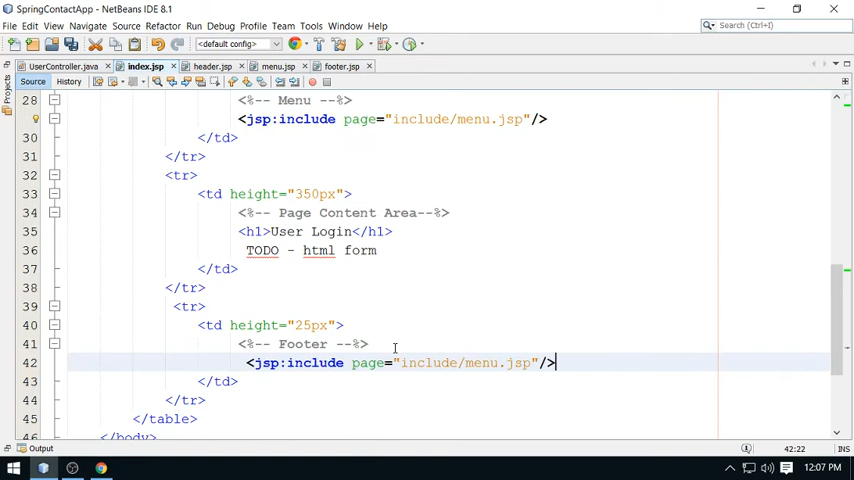 SpringContactApp - NetBeans IDE 8.1
File Edit View Navigate Source Refactor Run Debug Profile Team Tools Window Help
Search (Ctrl+I)
<default config>
UserController.java index.jsp header.jsp menu.jsp footer.jsp
Source History
Projects
28 <%-- Menu --%>
<jsp:include page="include/menu.jsp"/>
30 </td>
31 </tr>
32 <tr>
33 <td height="350px">
34 <%-- Page Content Area--%>
35 <h1>User Login</h1>
36 TODO - html form
37 </td>
38 </tr>
39 <tr>
40 <td height="25px">
41 <%-- Footer --%>
42 <jsp:include page="include/menu.jsp"/>
43 </td>
44 </tr>
45 </table>
46 </body>
Output
42:22 INS
12:07 PM